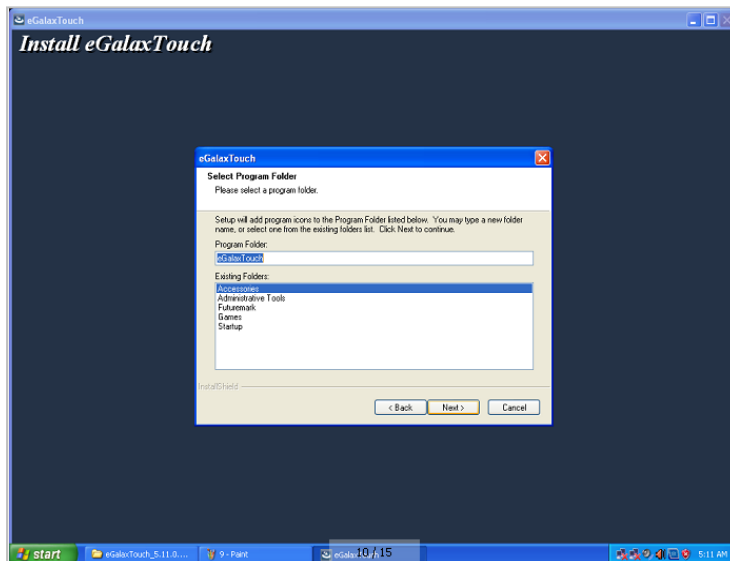 eGalaxTouch
Install eGalaxTouch
eGalaxTouch
Select Program Folder
Please select a program folder.
Setup will add program icons to the Program Folder listed below. You may type a new folder
name, or select one from the existing folders list. Click Next to continue.
Program Folder:
eGalaxTouch
Existing Folders:
Accessories
Administrative Tools
Futuremark
Games
Startup
InstallShield
< Back
Next >
Cancel
start
eGalaxTouch_5.11.0....
9 - Paint
10 / 15
5:11 AM